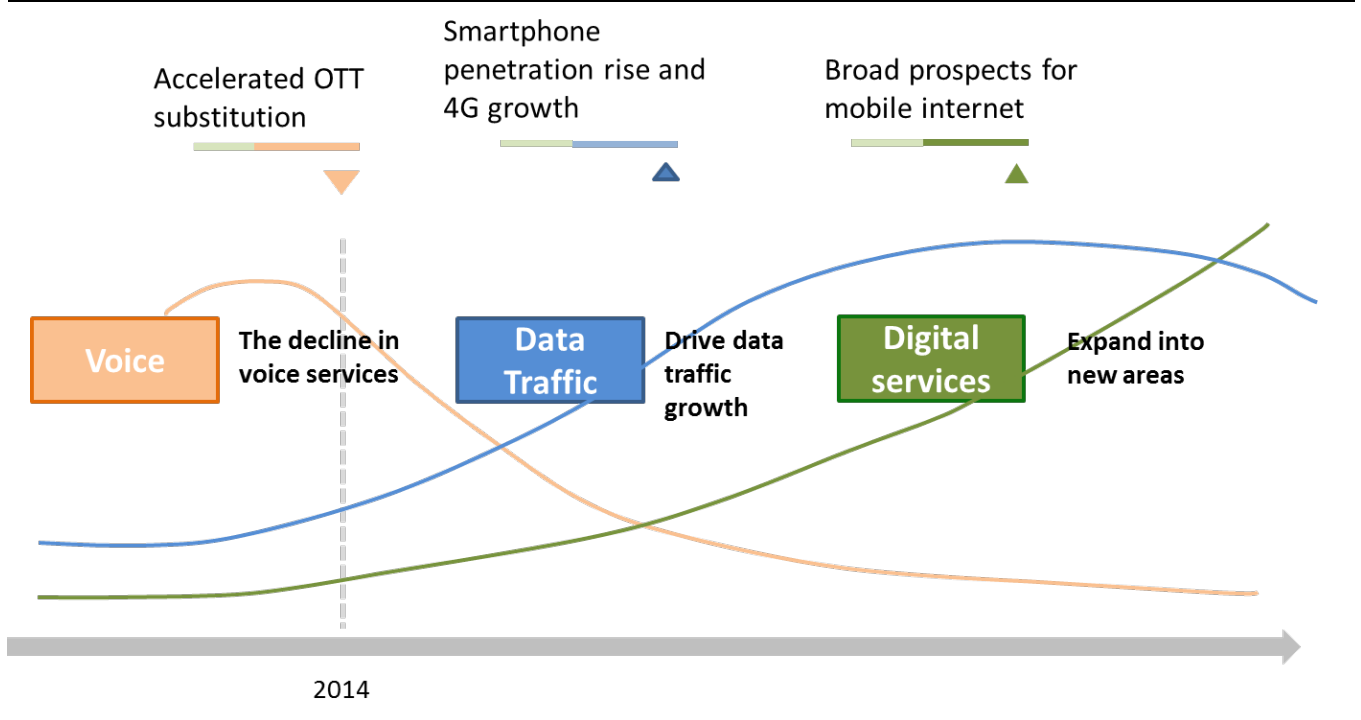 Accelerated OTT
substitution
Smartphone
penetration rise and
4G growth
Broad prospects for
mobile internet
Voice
The decline in
voice services
Data
Traffic
Drive data
traffic
growth
Digital
services
Expand into
new areas
2014